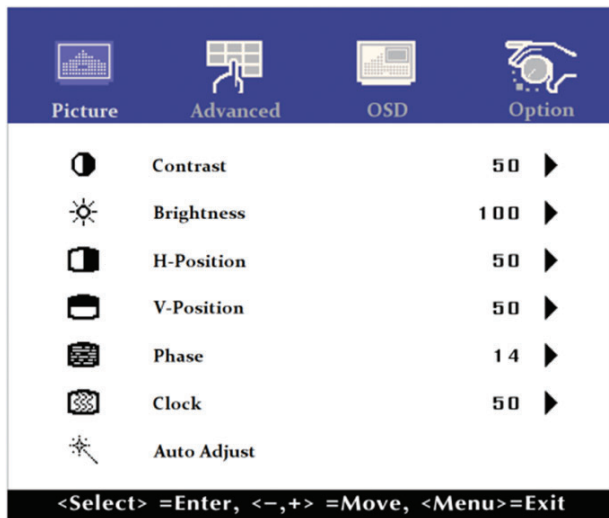 Picture Advanced OSD Option
Contrast 50
Brightness 100
H-Position 50
V-Position 50
Phase 14
Clock 50
Auto Adjust
<Select> =Enter, <−,+> =Move, <Menu>=Exit